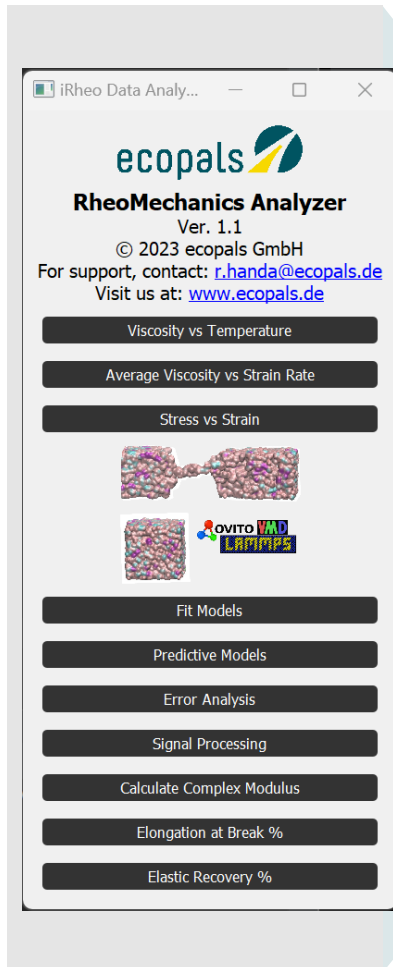 iRheo Data Analy...
ecopals
RheoMechanics Analyzer
Ver. 1.1
© 2023 ecopals GmbH
For support, contact: r.handa@ecopals.de
Visit us at: www.ecopals.de
Viscosity vs Temperature
Average Viscosity vs Strain Rate
Stress vs Strain
OVITO VMD
LAMMPS
Fit Models
Predictive Models
Error Analysis
Signal Processing
Calculate Complex Modulus
Elongation at Break %
Elastic Recovery %